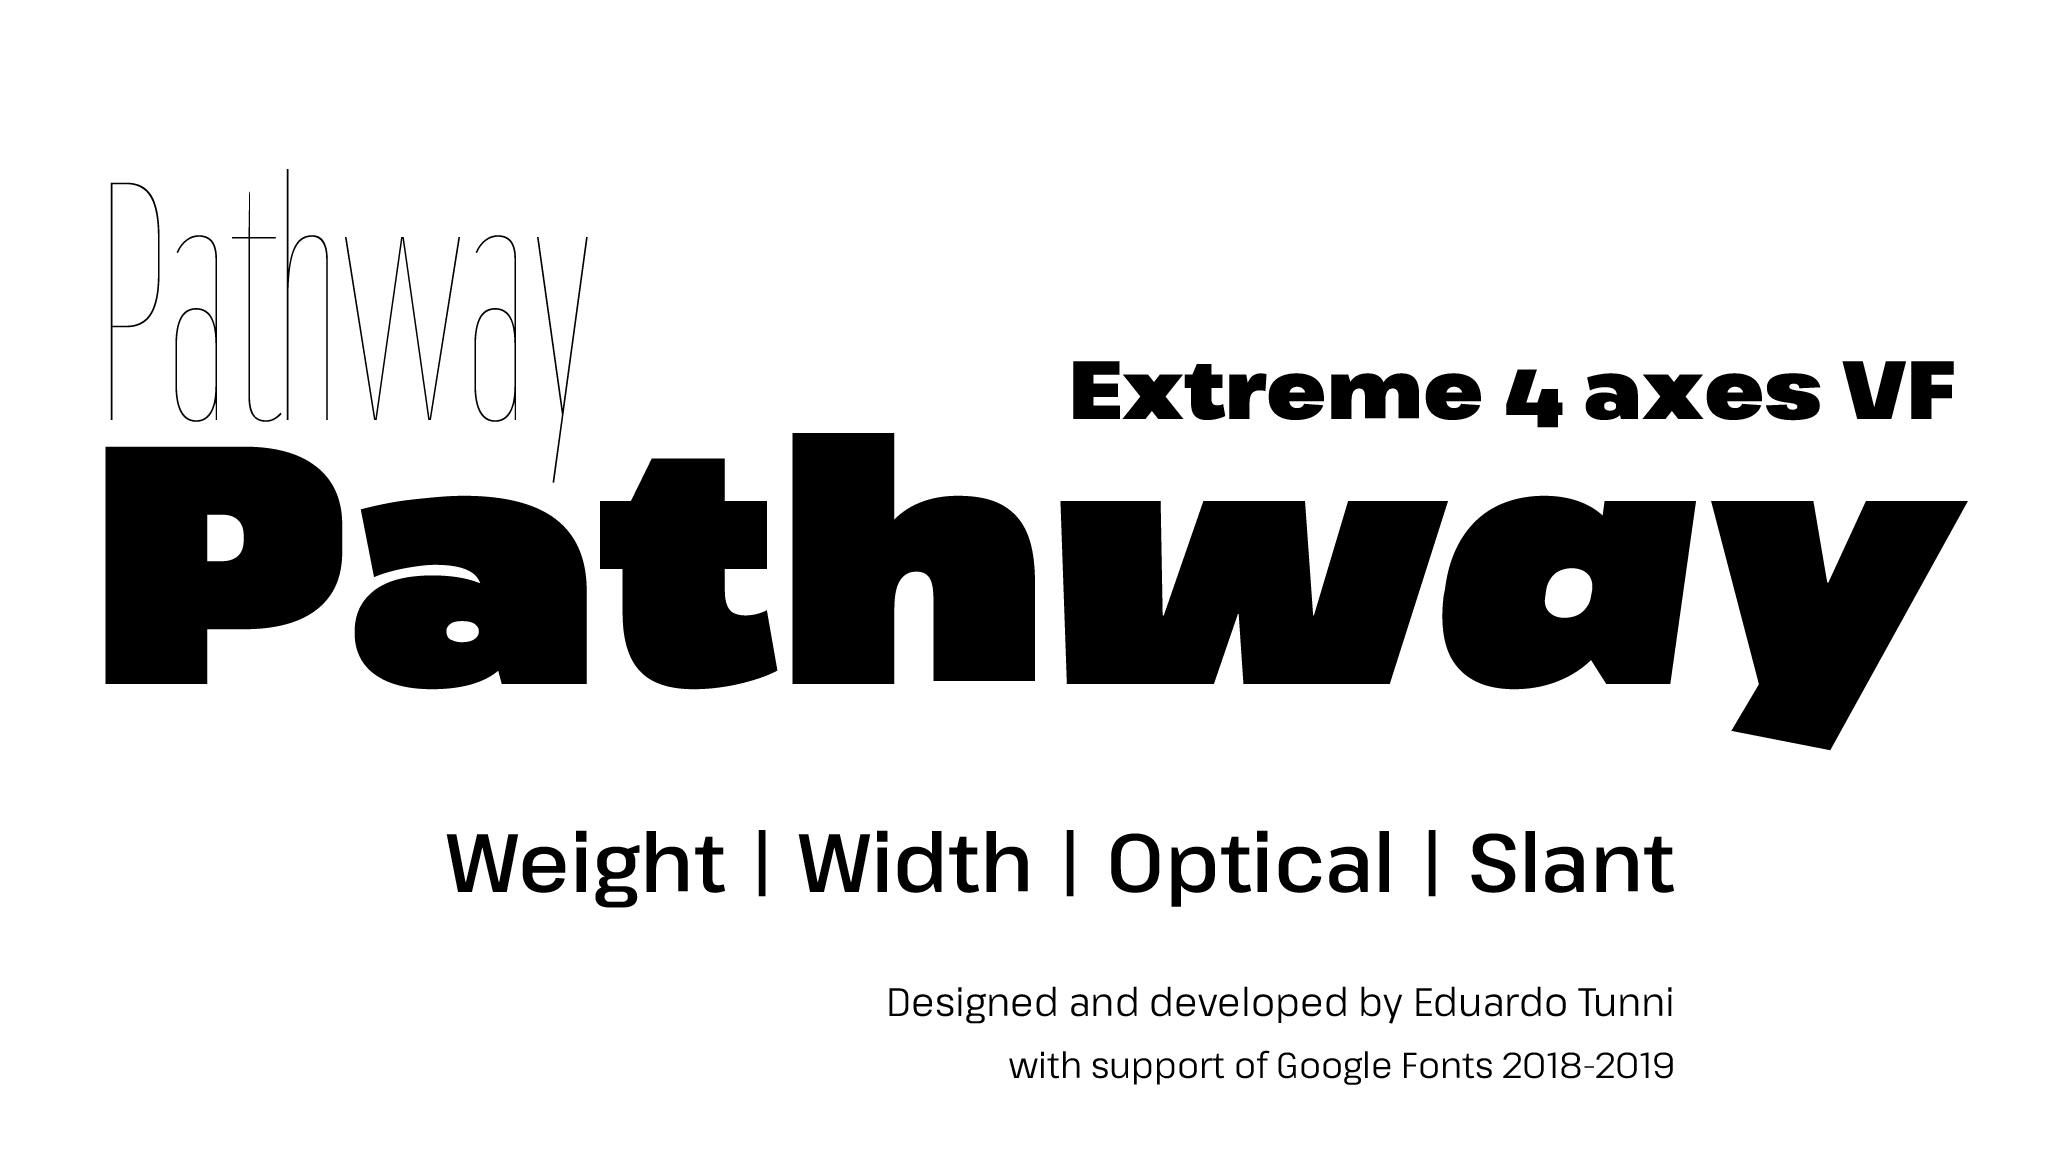 Pathway
Extreme 4 axes VF
Pathway
Weight | Width | Optical | Slant
Designed and developed by Eduardo Tunni
with support of Google Fonts 2018-2019